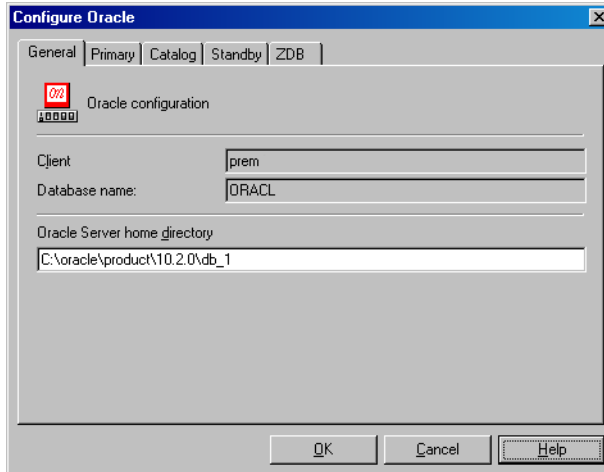 Configure Oracle
General Primary Catalog Standby ZDB
Oracle configuration
Client prem
Database name: ORACL
Oracle Server home directory
C:\oracle\product\10.2.0\db_1
OK Cancel Help